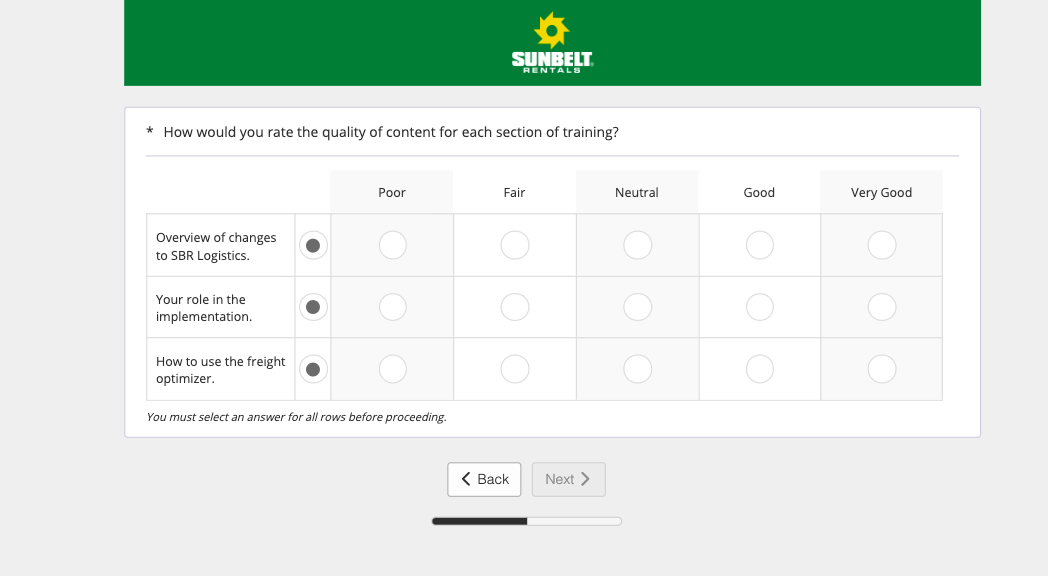 SUNBELT
RENTALS
* How would you rate the quality of content for each section of training?
Poor Fair Neutral Good Very Good
Overview of changes
to SBR Logistics.
Your role in the
implementation.
How to use the freight
optimizer.
You must select an answer for all rows before proceeding.
Back Next